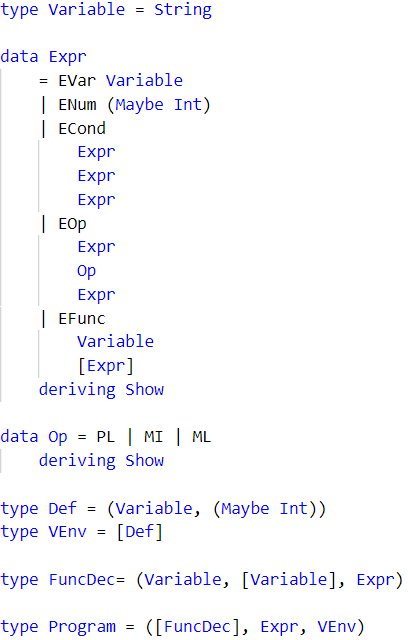 type Variable = String
data Expr
= EVar Variable
| ENum (Maybe Int)
| ECond
Expr
Expr
Expr
| EOp
Expr
Op
Expr
| EFunc
Variable
[Expr]
deriving Show
data Op = PL | MI | ML
deriving Show
type Def = (Variable, (Maybe Int))
type VEnv = [Def]
type FuncDec= (Variable, [Variable], Expr)
type Program = ([FuncDec], Expr, VEnv)